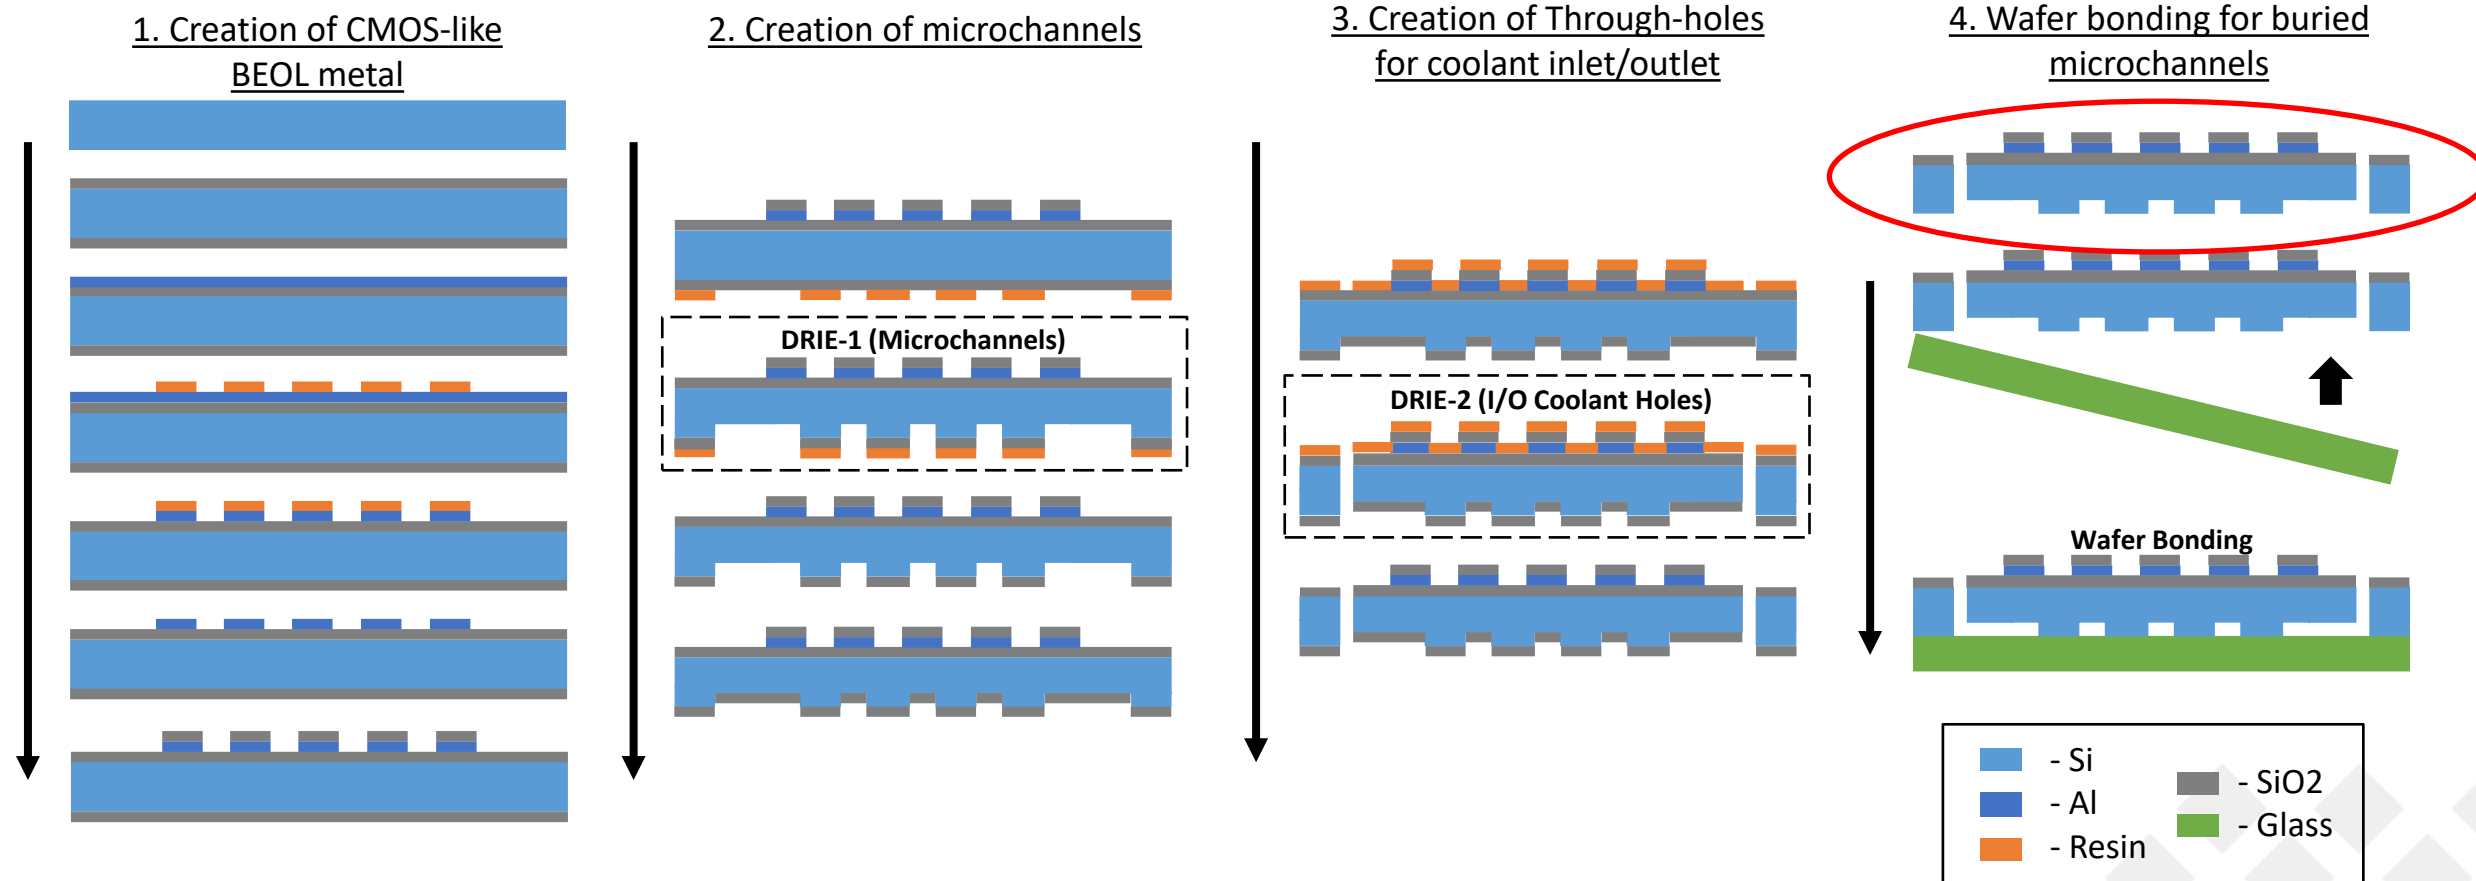 1. Creation of CMOS-like
BEOL metal
2. Creation of microchannels
DRIE-1 (Microchannels)
3. Creation of Through-holes
for coolant inlet/outlet
DRIE-2 (I/O Coolant Holes)
4. Wafer bonding for buried
microchannels
Wafer Bonding
- Si
- Al
- Resin
- SiO2
- Glass